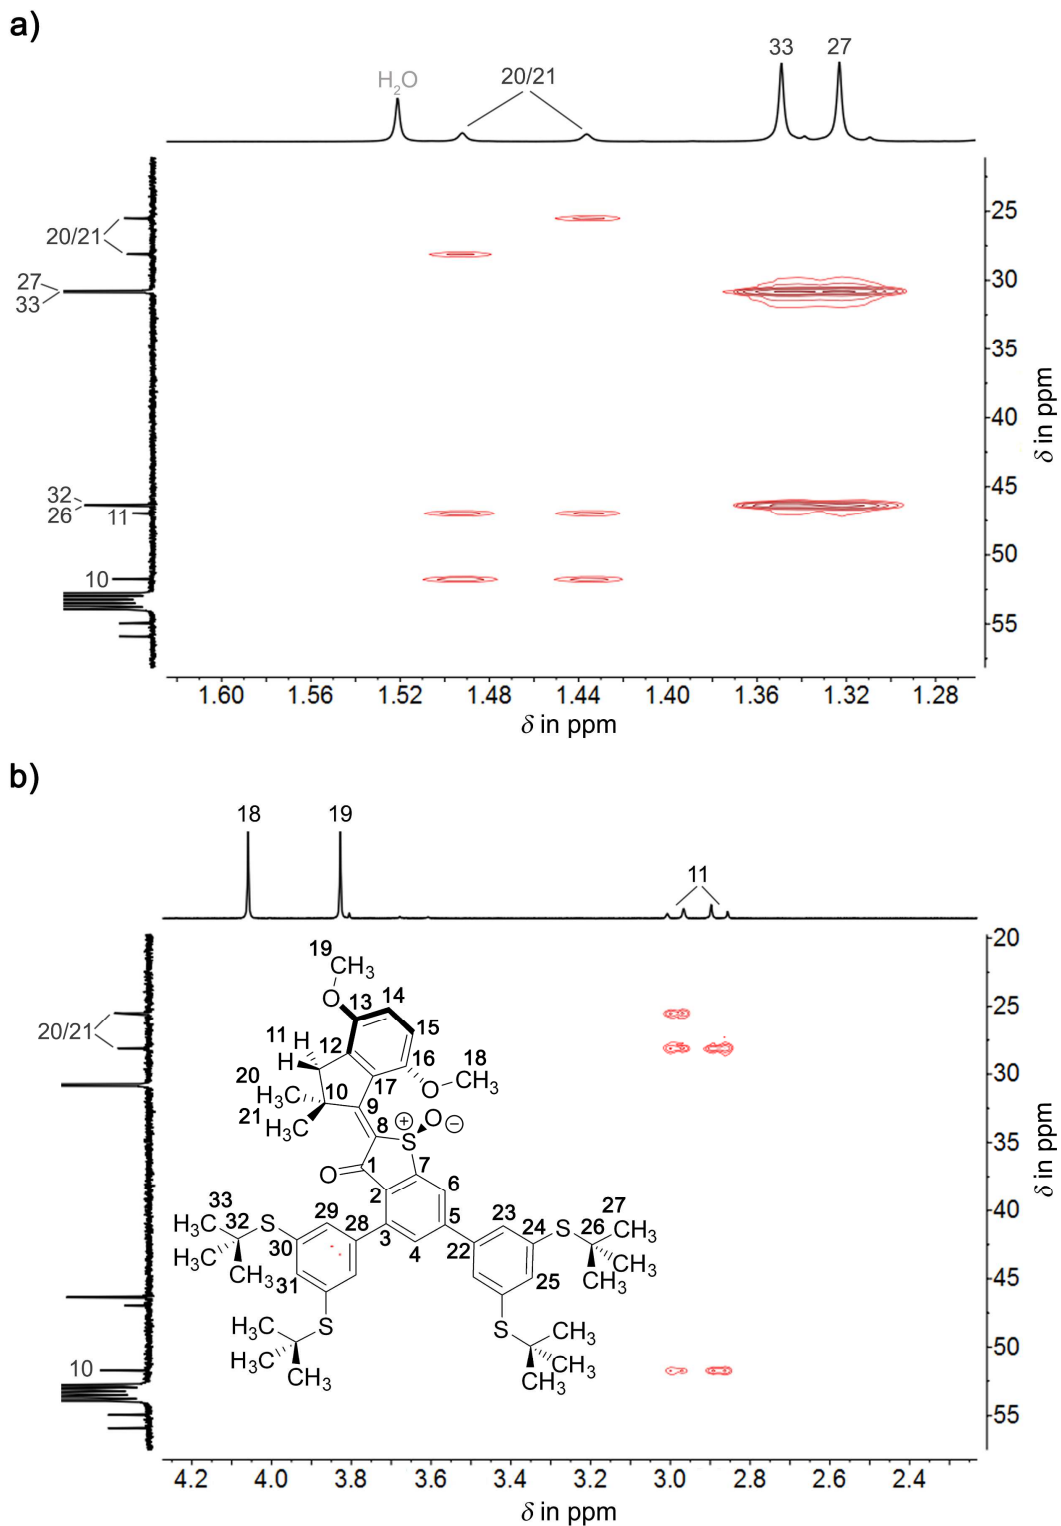 a)
33 27
H2O 20/21
25
20/21
27
33
30
35
40
45
50
55
32
26 11
10
δ in ppm
1.60 1.56 1.52 1.48 1.44 1.40 1.36 1.32 1.28
δ in ppm
b)
18 19
11
20
25
30
35
40
45
50
55
20/21
10
δ in ppm
19 CH3
O 13 14
11 H 12 15
H 16 18
20 10 17 O CH3
H3C 9
21 8 + O −
H3C S
O 1 7
2 6
33 29 5 23 27
H3C 32 S 28 3 4 24 S 26 CH3
H3C 30 22 CH3
CH3 31 25 CH3
H3C S S CH3
H3C CH3
CH3 CH3
4.2 4.0 3.8 3.6 3.4 3.2 3.0 2.8 2.6 2.4
δ in ppm